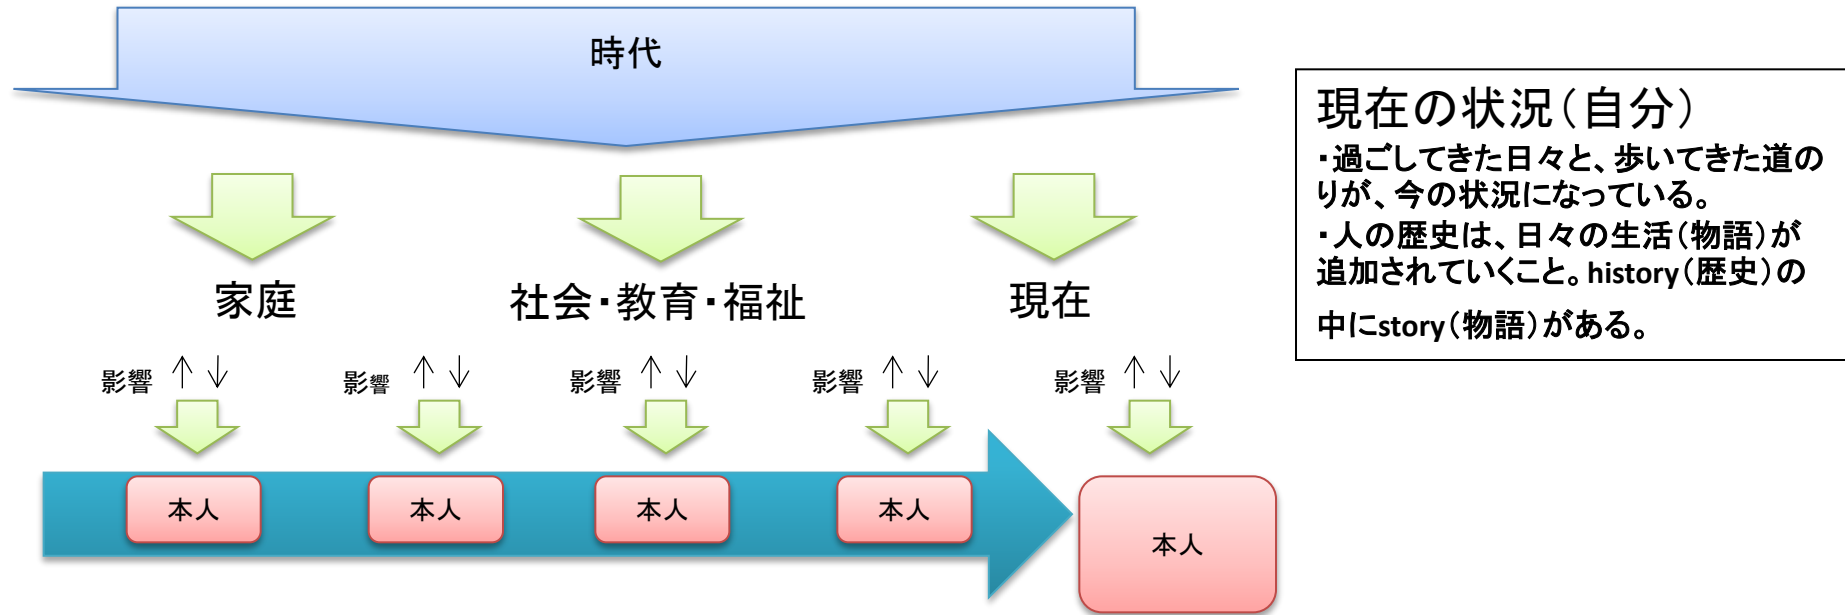 時代
現在の状況(自分)
・過ごしてきた日々と、歩いてきた道の
りが、今の状況になっている。
・人の歴史は、日々の生活(物語)が
追加されていくこと。history(歴史)の
中にstory(物語)がある。
家庭
社会・教育・福祉
現在
影響 ↑ ↓
影響 ↑ ↓
影響 ↑ ↓
影響 ↑ ↓
影響 ↑ ↓
本人
本人
本人
本人
本人